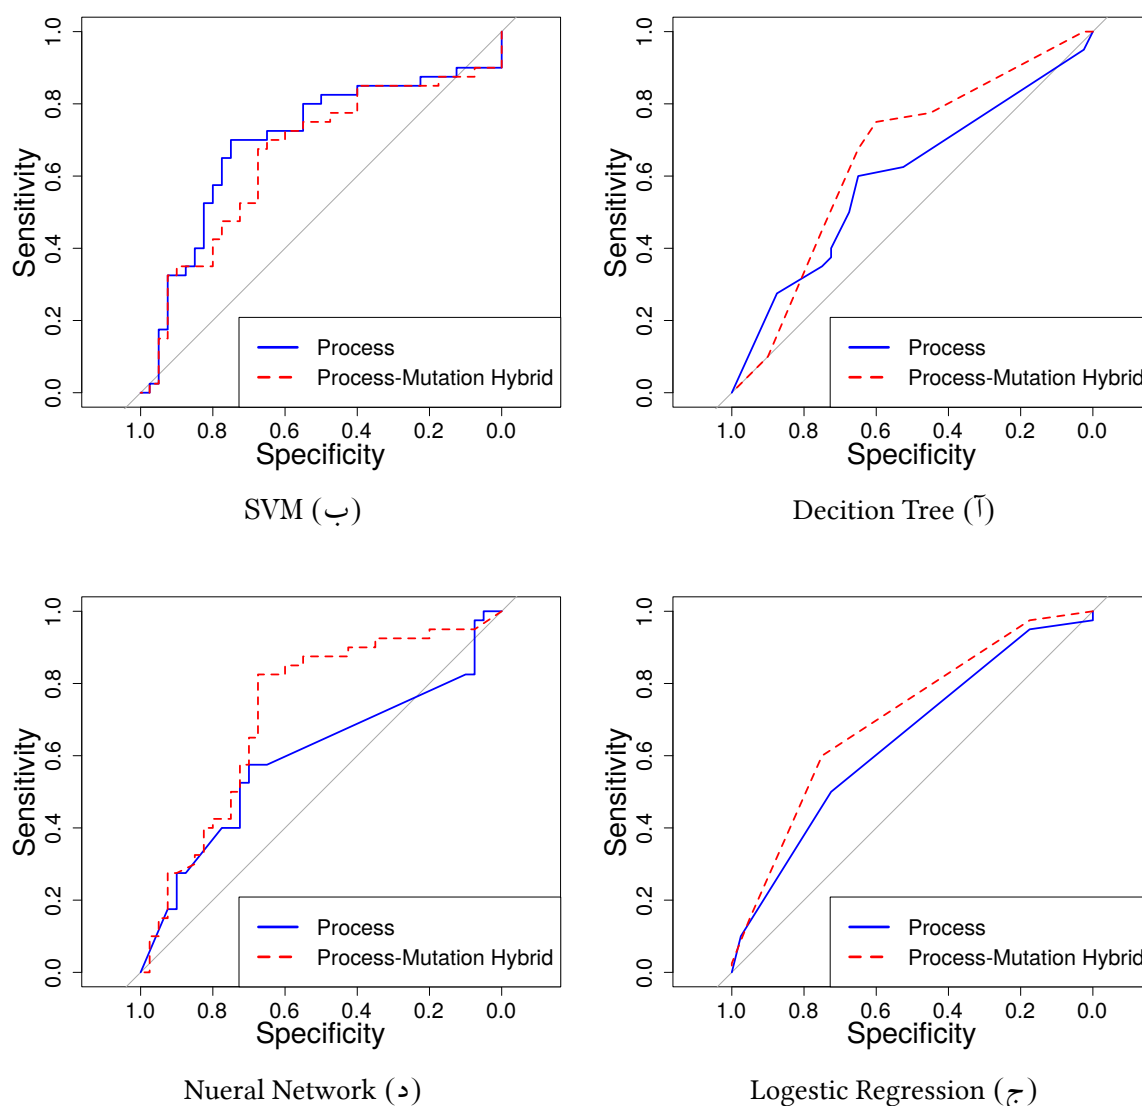 1.0
0.8
0.6
0.4
0.2
0.0
Sensitivity
Process
Process-Mutation Hybrid
1.0 0.8 0.6 0.4 0.2 0.0
Specificity
SVM (ب)
1.0
0.8
0.6
0.4
0.2
0.0
Sensitivity
Process
Process-Mutation Hybrid
1.0 0.8 0.6 0.4 0.2 0.0
Specificity
Decition Tree (آ)
1.0
0.8
0.6
0.4
0.2
0.0
Sensitivity
Process
Process-Mutation Hybrid
1.0 0.8 0.6 0.4 0.2 0.0
Specificity
Nueral Network (د)
1.0
0.8
0.6
0.4
0.2
0.0
Sensitivity
Process
Process-Mutation Hybrid
1.0 0.8 0.6 0.4 0.2 0.0
Specificity
Logestic Regression (ج)